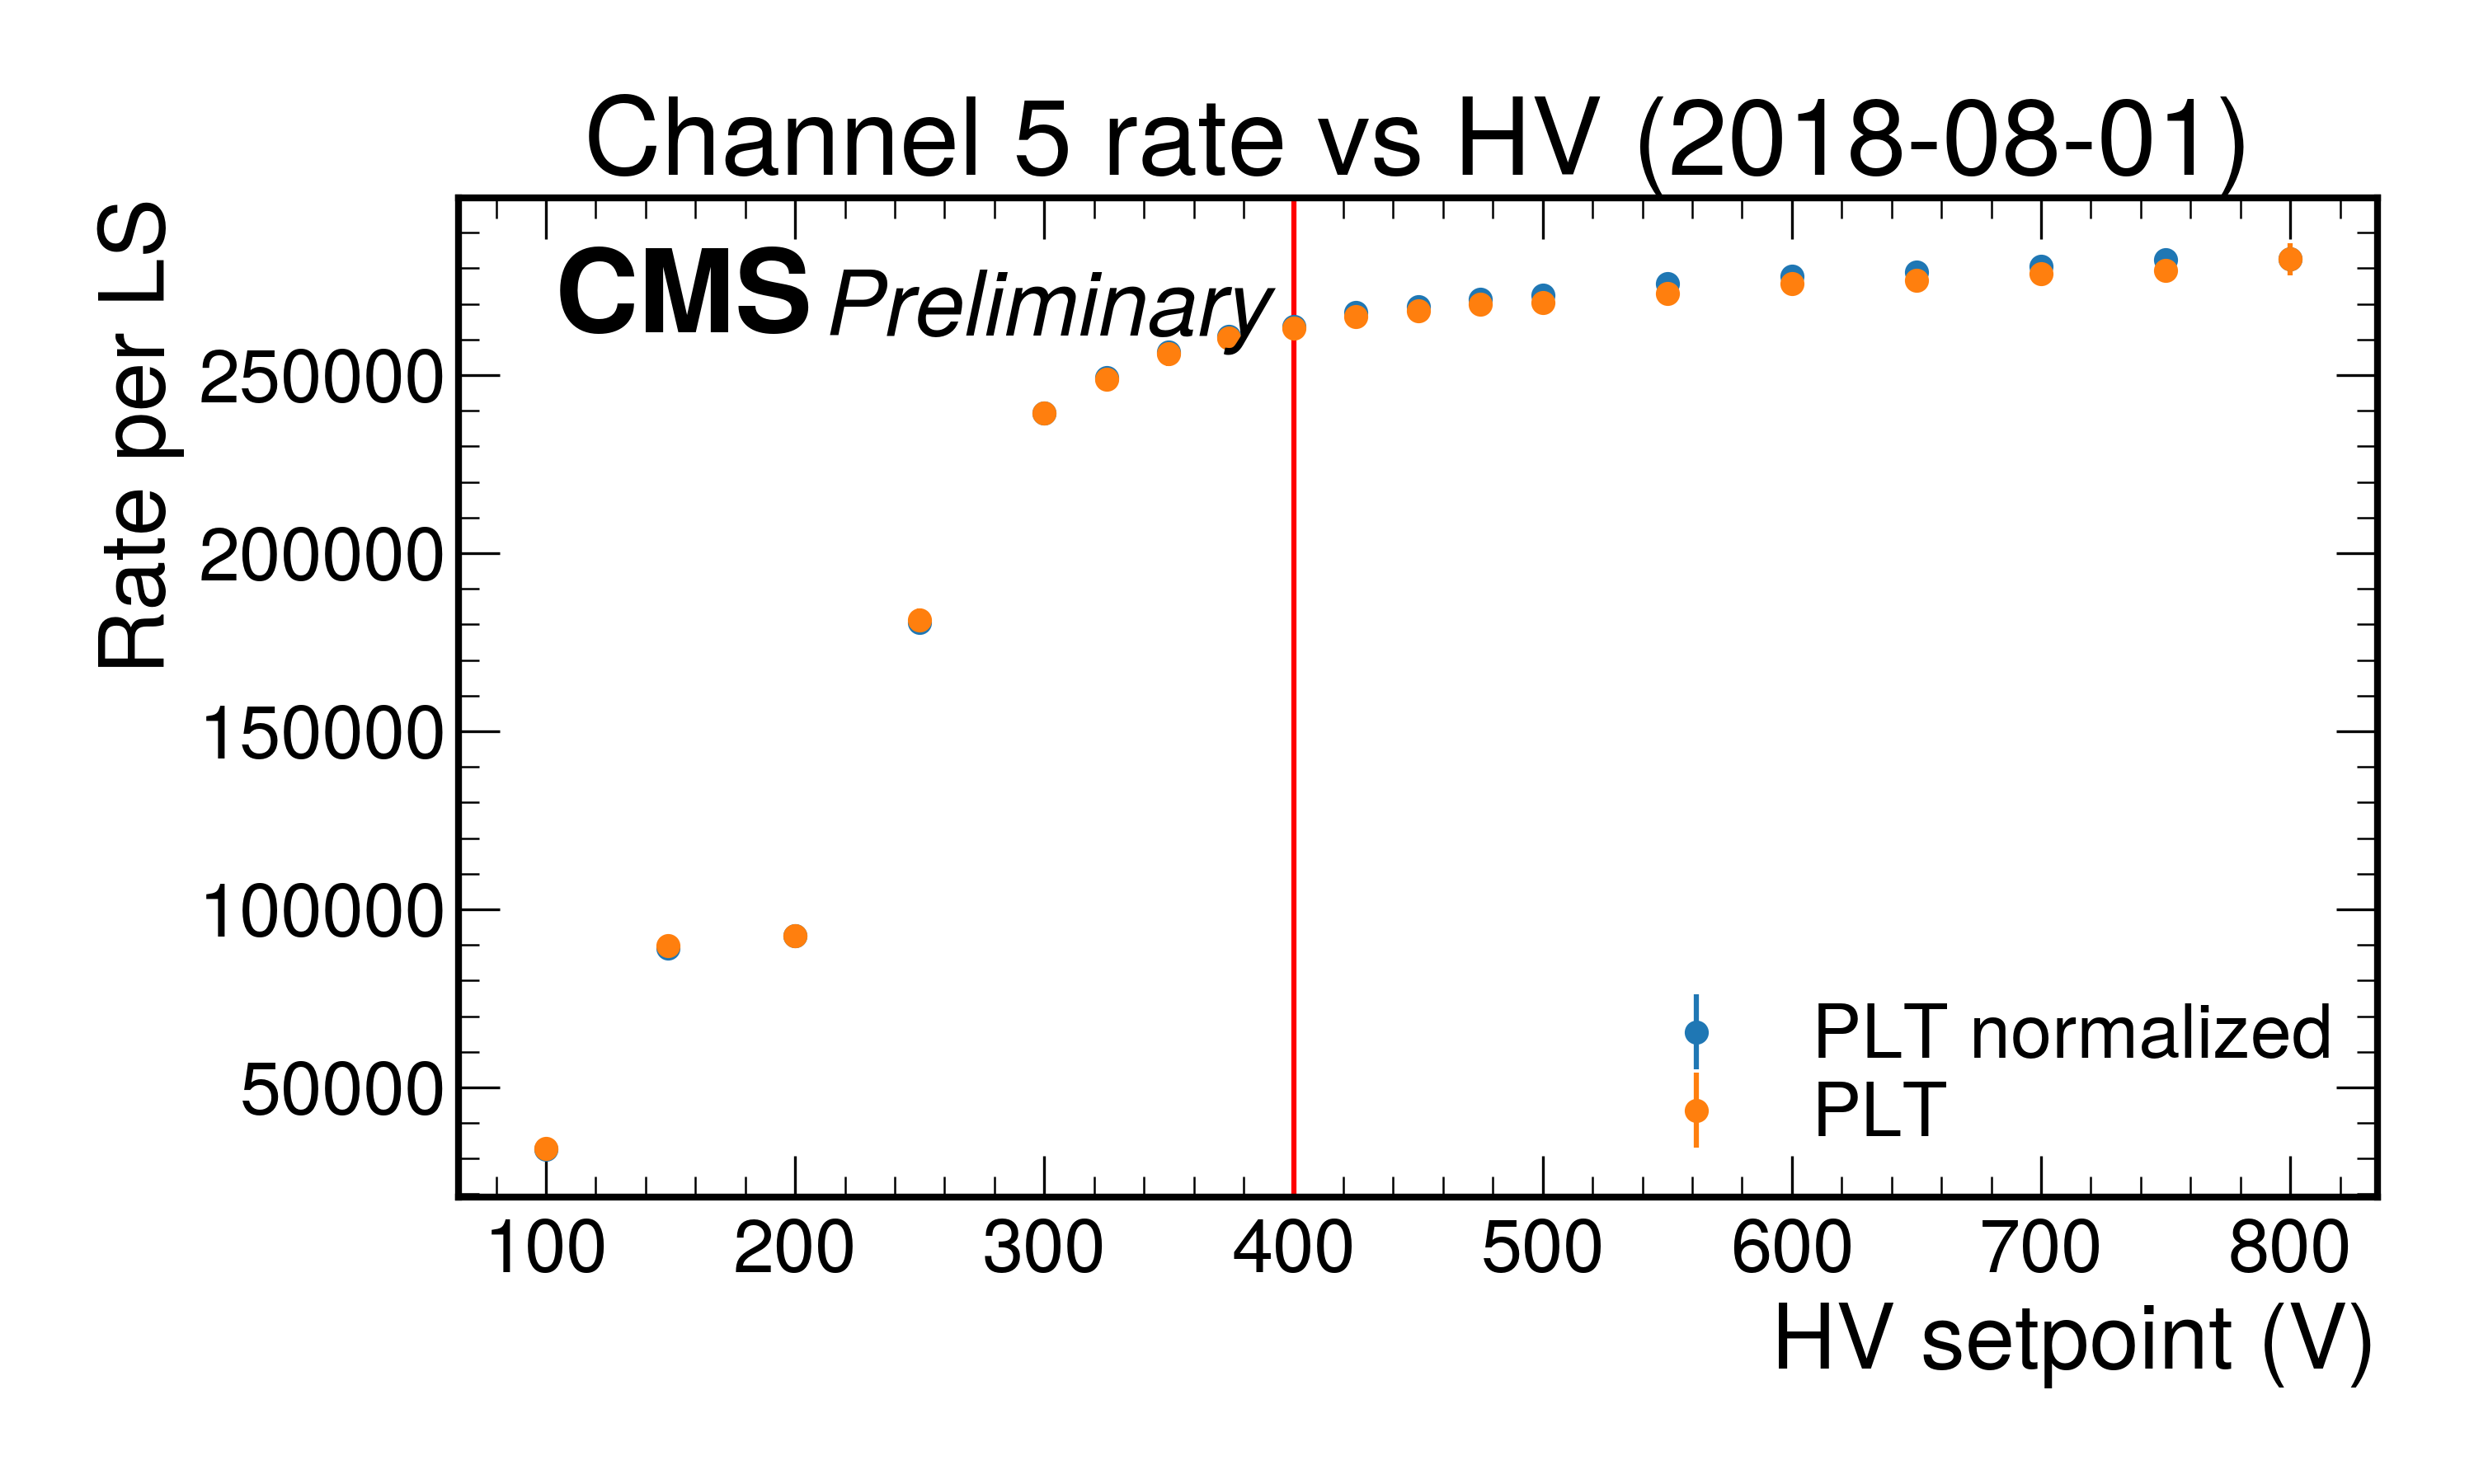 Channel 5 rate vs HV (2018-08-01)
CMS Preliminary
Rate per LS
250000
200000
150000
100000
50000
PLT normalized
PLT
100 200 300 400 500 600 700 800
HV setpoint (V)